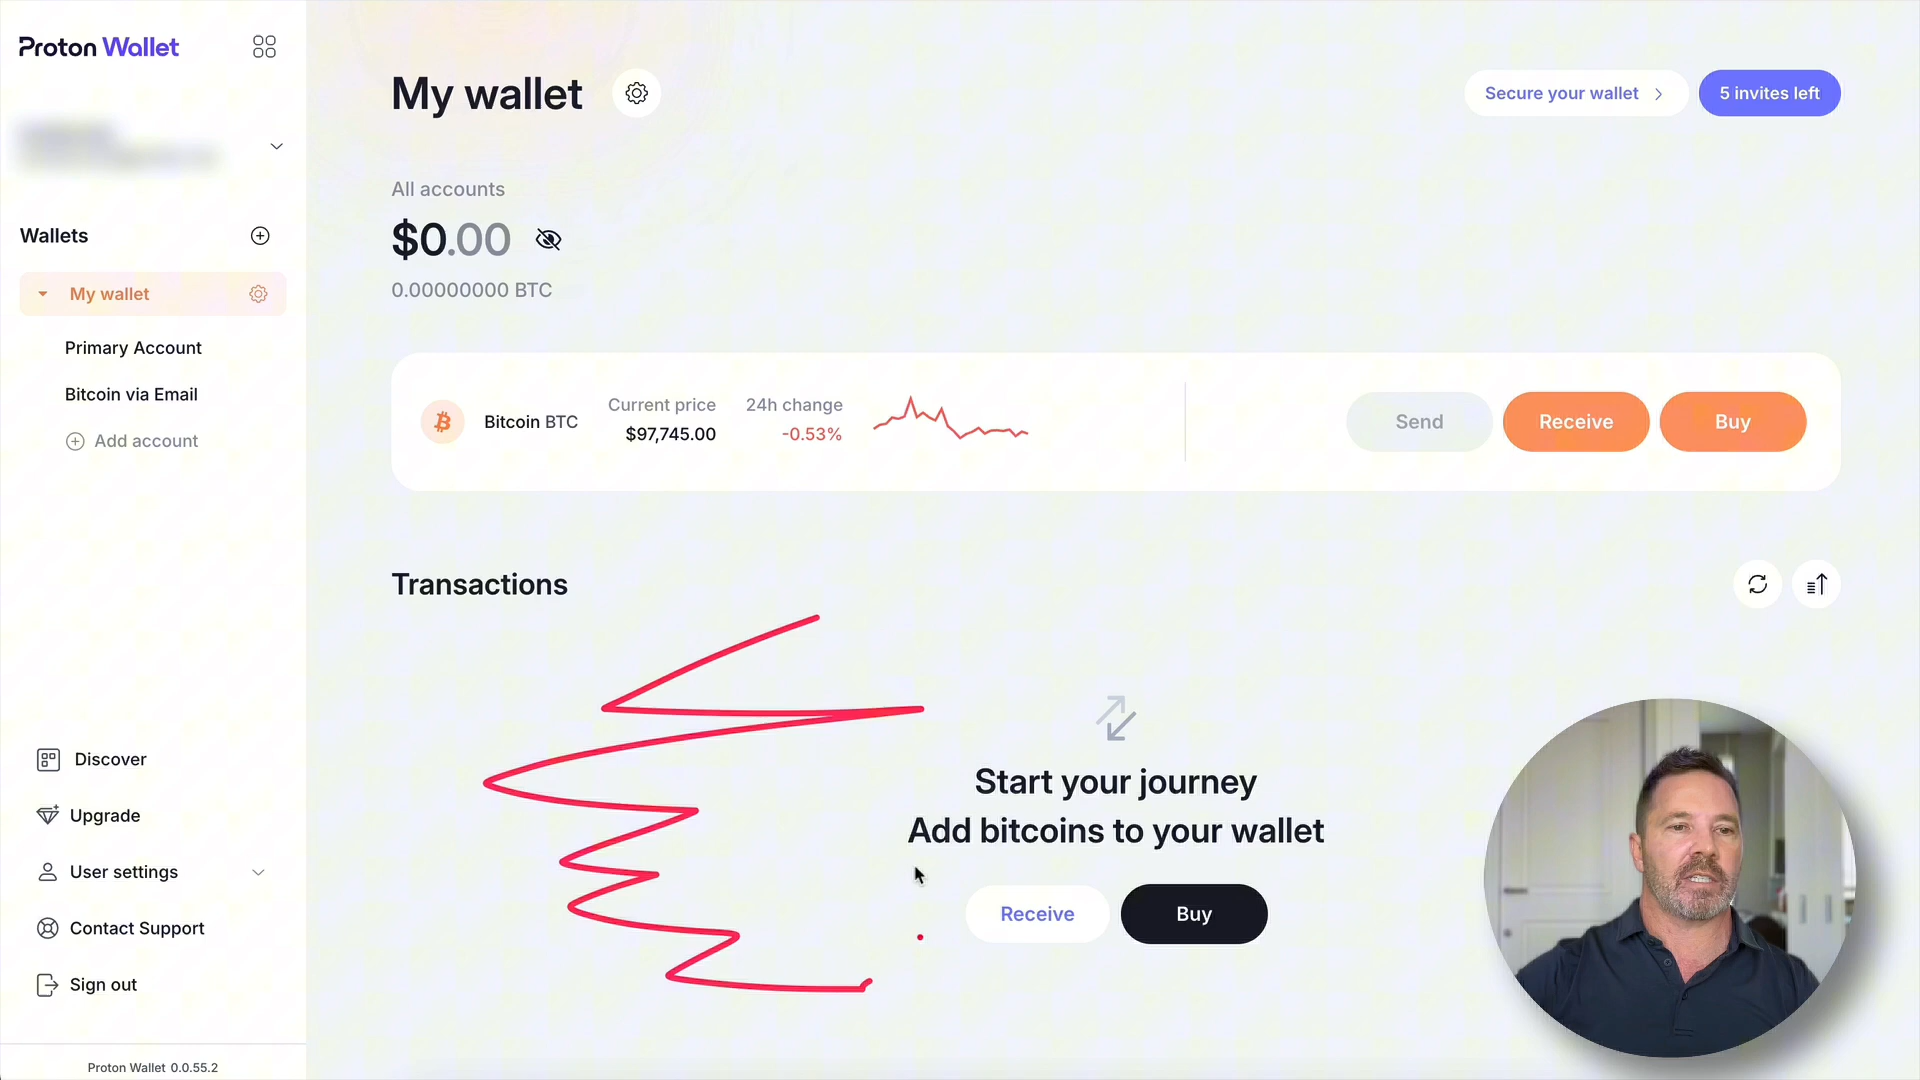 Proton Wallet
Wallets
My wallet
Primary Account
Bitcoin via Email
Add account
Discover
Upgrade
User settings
Contact Support
Sign out
Proton Wallet 0.0.55.2
My wallet
Secure your wallet
5 invites left
All accounts
$0.00
0.00000000 BTC
Bitcoin BTC
Current price
$97,745.00
24h change
-0.53%
Send
Receive
Buy
Transactions
Start your journey
Add bitcoins to your wallet
Receive
Buy